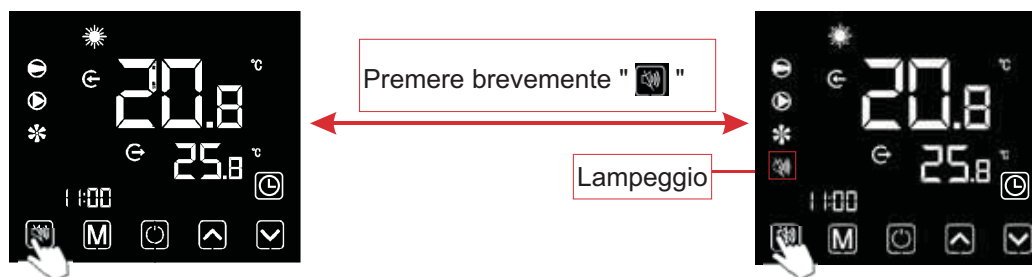 20.8 °C
25.8 °C
11:00
M
Premere brevemente " "
Lampeggio
20.8 °C
25.8 °C
11:00
M